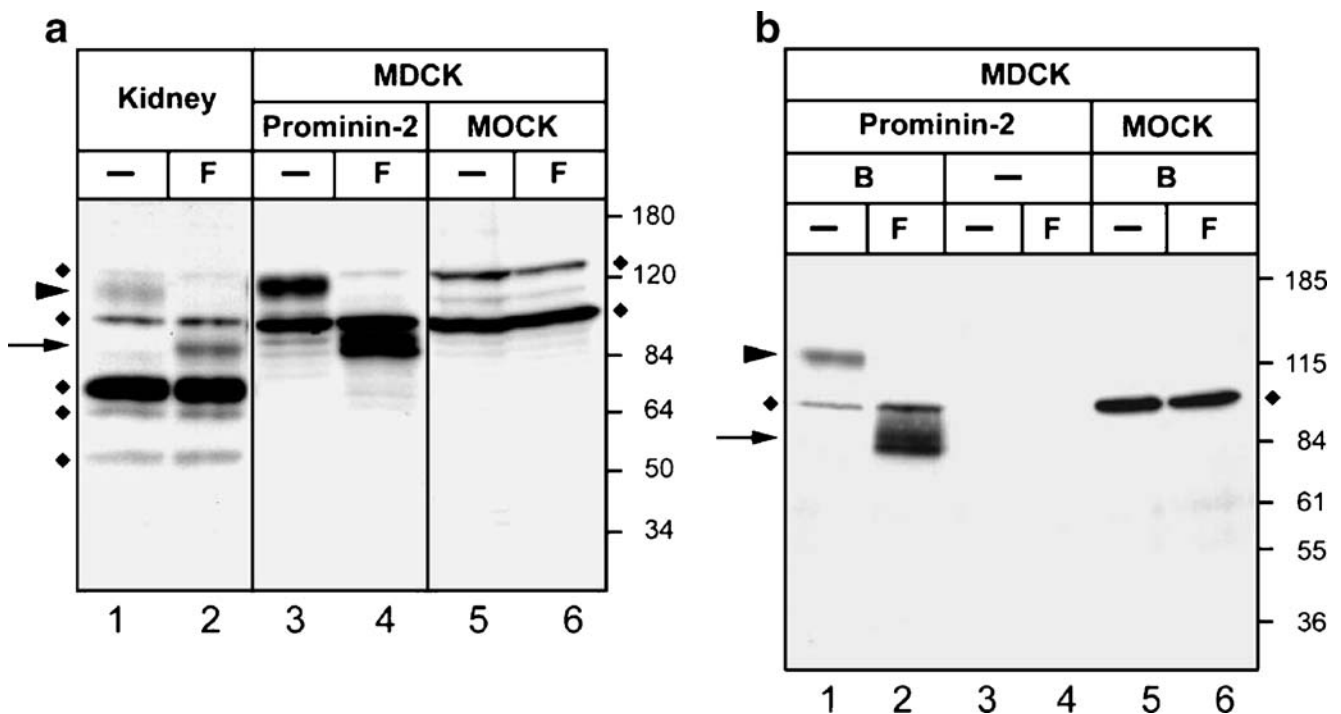 a
Kidney
MDCK
Prominin-2
MOCK
— F — F — F
180
120
84
64
50
34
1 2 3 4 5 6
b
MDCK
Prominin-2 MOCK
B — B
— F — F — F
185
115
84
61
55
36
1 2 3 4 5 6